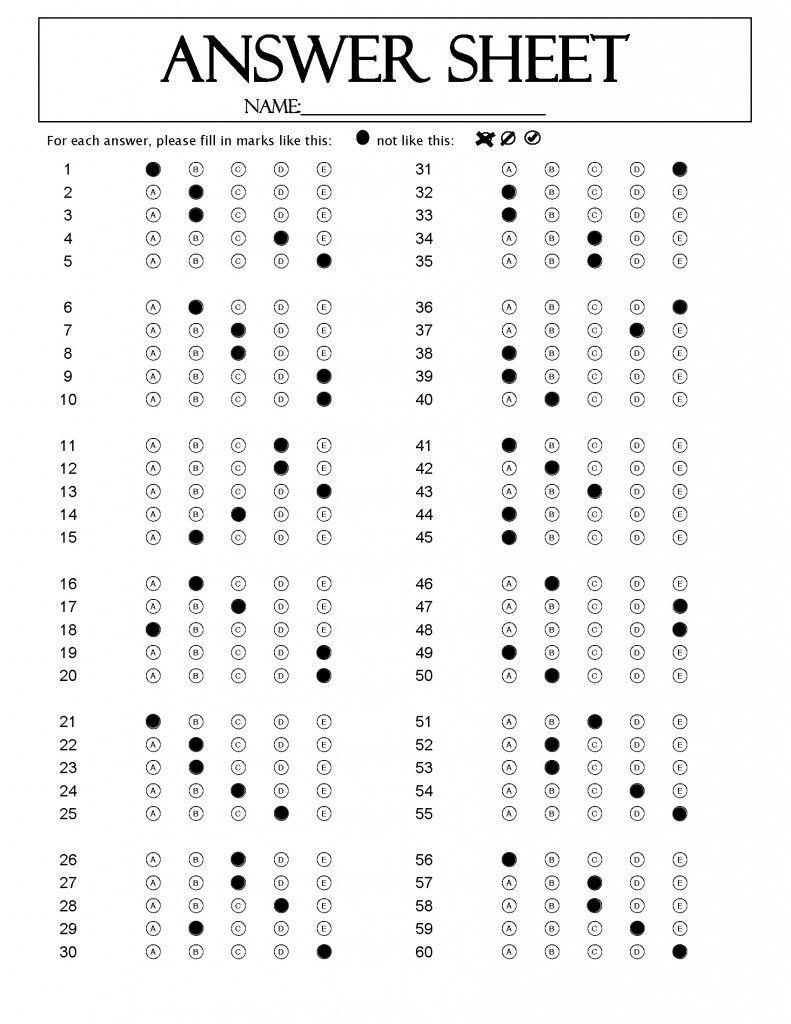 ANSWER SHEET
NAME:
For each answer, please fill in marks like this: not like this:
1 B C D E 31 A B C D
2 A C D E 32 B C D E
3 A C D E 33 B C D E
4 A B C E 34 A B D E
5 A B C D 35 A B D E
6 A C D E 36 A B C D
7 A B D E 37 A B C E
8 A B D E 38 B C D E
9 A B C D 39 B C D E
10 A B C D 40 A C D E
11 A B C E 41 B C D E
12 A B C E 42 A C D E
13 A B C D 43 A B D E
14 A B D E 44 B C D E
15 A C D E 45 B C D E
16 A C D E 46 A C D E
17 A B D E 47 A B C D
18 B C D E 48 A B C D
19 A B C D 49 B C D E
20 A B C D 50 A C D E
21 B C D E 51 A B D E
22 A C D E 52 A C D E
23 A C D E 53 A C D E
24 A B D E 54 A B C E
25 A B C E 55 A B C D
26 A B D E 56 B C D E
27 A B D E 57 A B D E
28 A B C E 58 A B D E
29 A C D E 59 A B C E
30 A B C D 60 A B C D